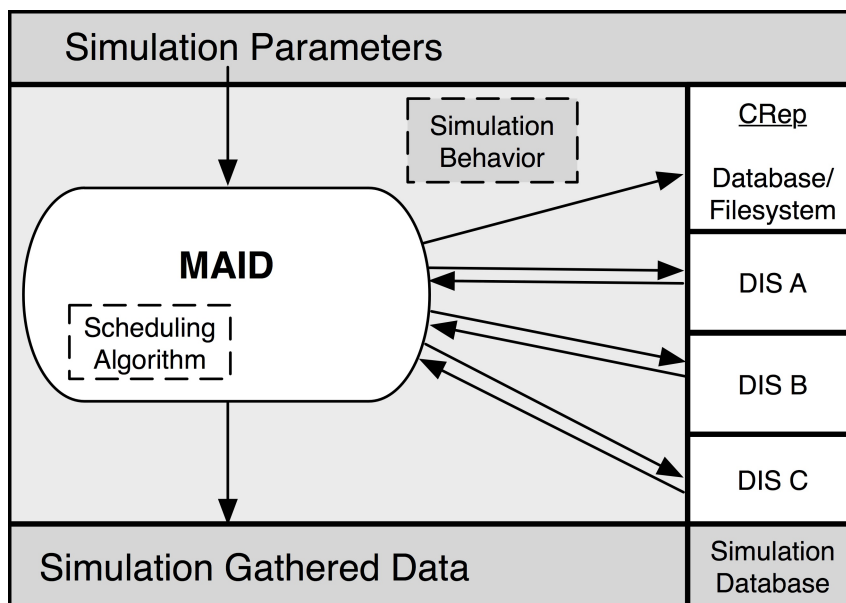 Simulation Parameters
Simulation
Behavior
CRep
Database/
Filesystem
MAID
Scheduling
Algorithm
DIS A
DIS B
DIS C
Simulation Gathered Data
Simulation
Database